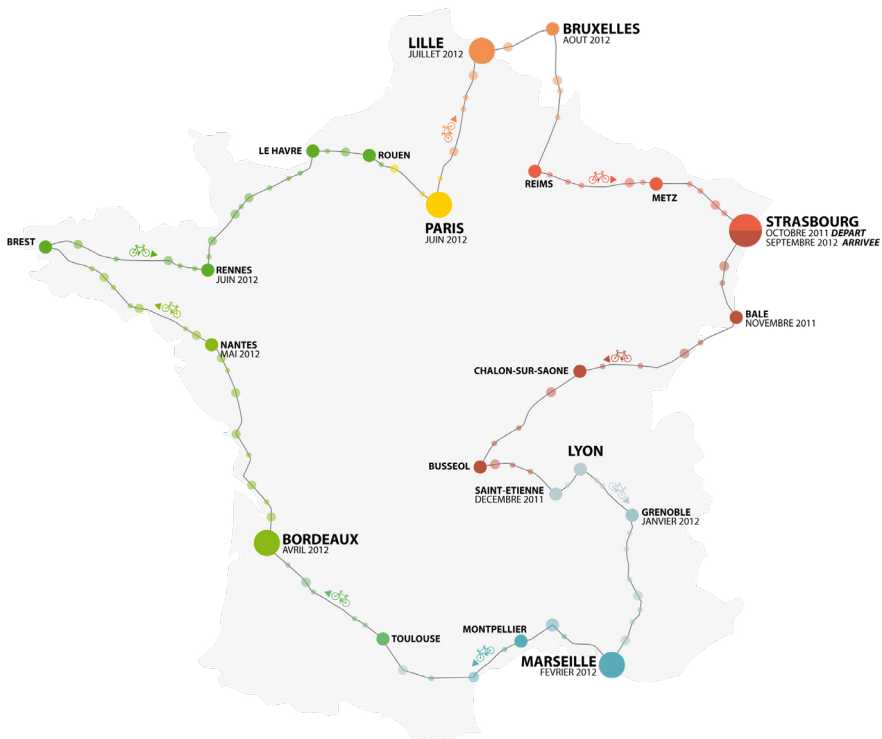 BRUXELLES
AOUT 2012
LILLE
JUILLET 2012
LE HAVRE
ROUEN
REIMS
METZ
PARIS
JUIN 2012
STRASBOURG
OCTOBRE 2011 DEPART
SEPTEMBRE 2012 ARRIVEE
BREST
RENNES
JUIN 2012
BALE
NOVEMBRE 2011
NANTES
MAI 2012
CHALON-SUR-SAONE
LYON
BUSSEOL
SAINT-ETIENNE
DECEMBRE 2011
GRENOBLE
JANVIER 2012
BORDEAUX
AVRIL 2012
MONTPELLIER
TOULOUSE
MARSEILLE
FEVRIER 2012